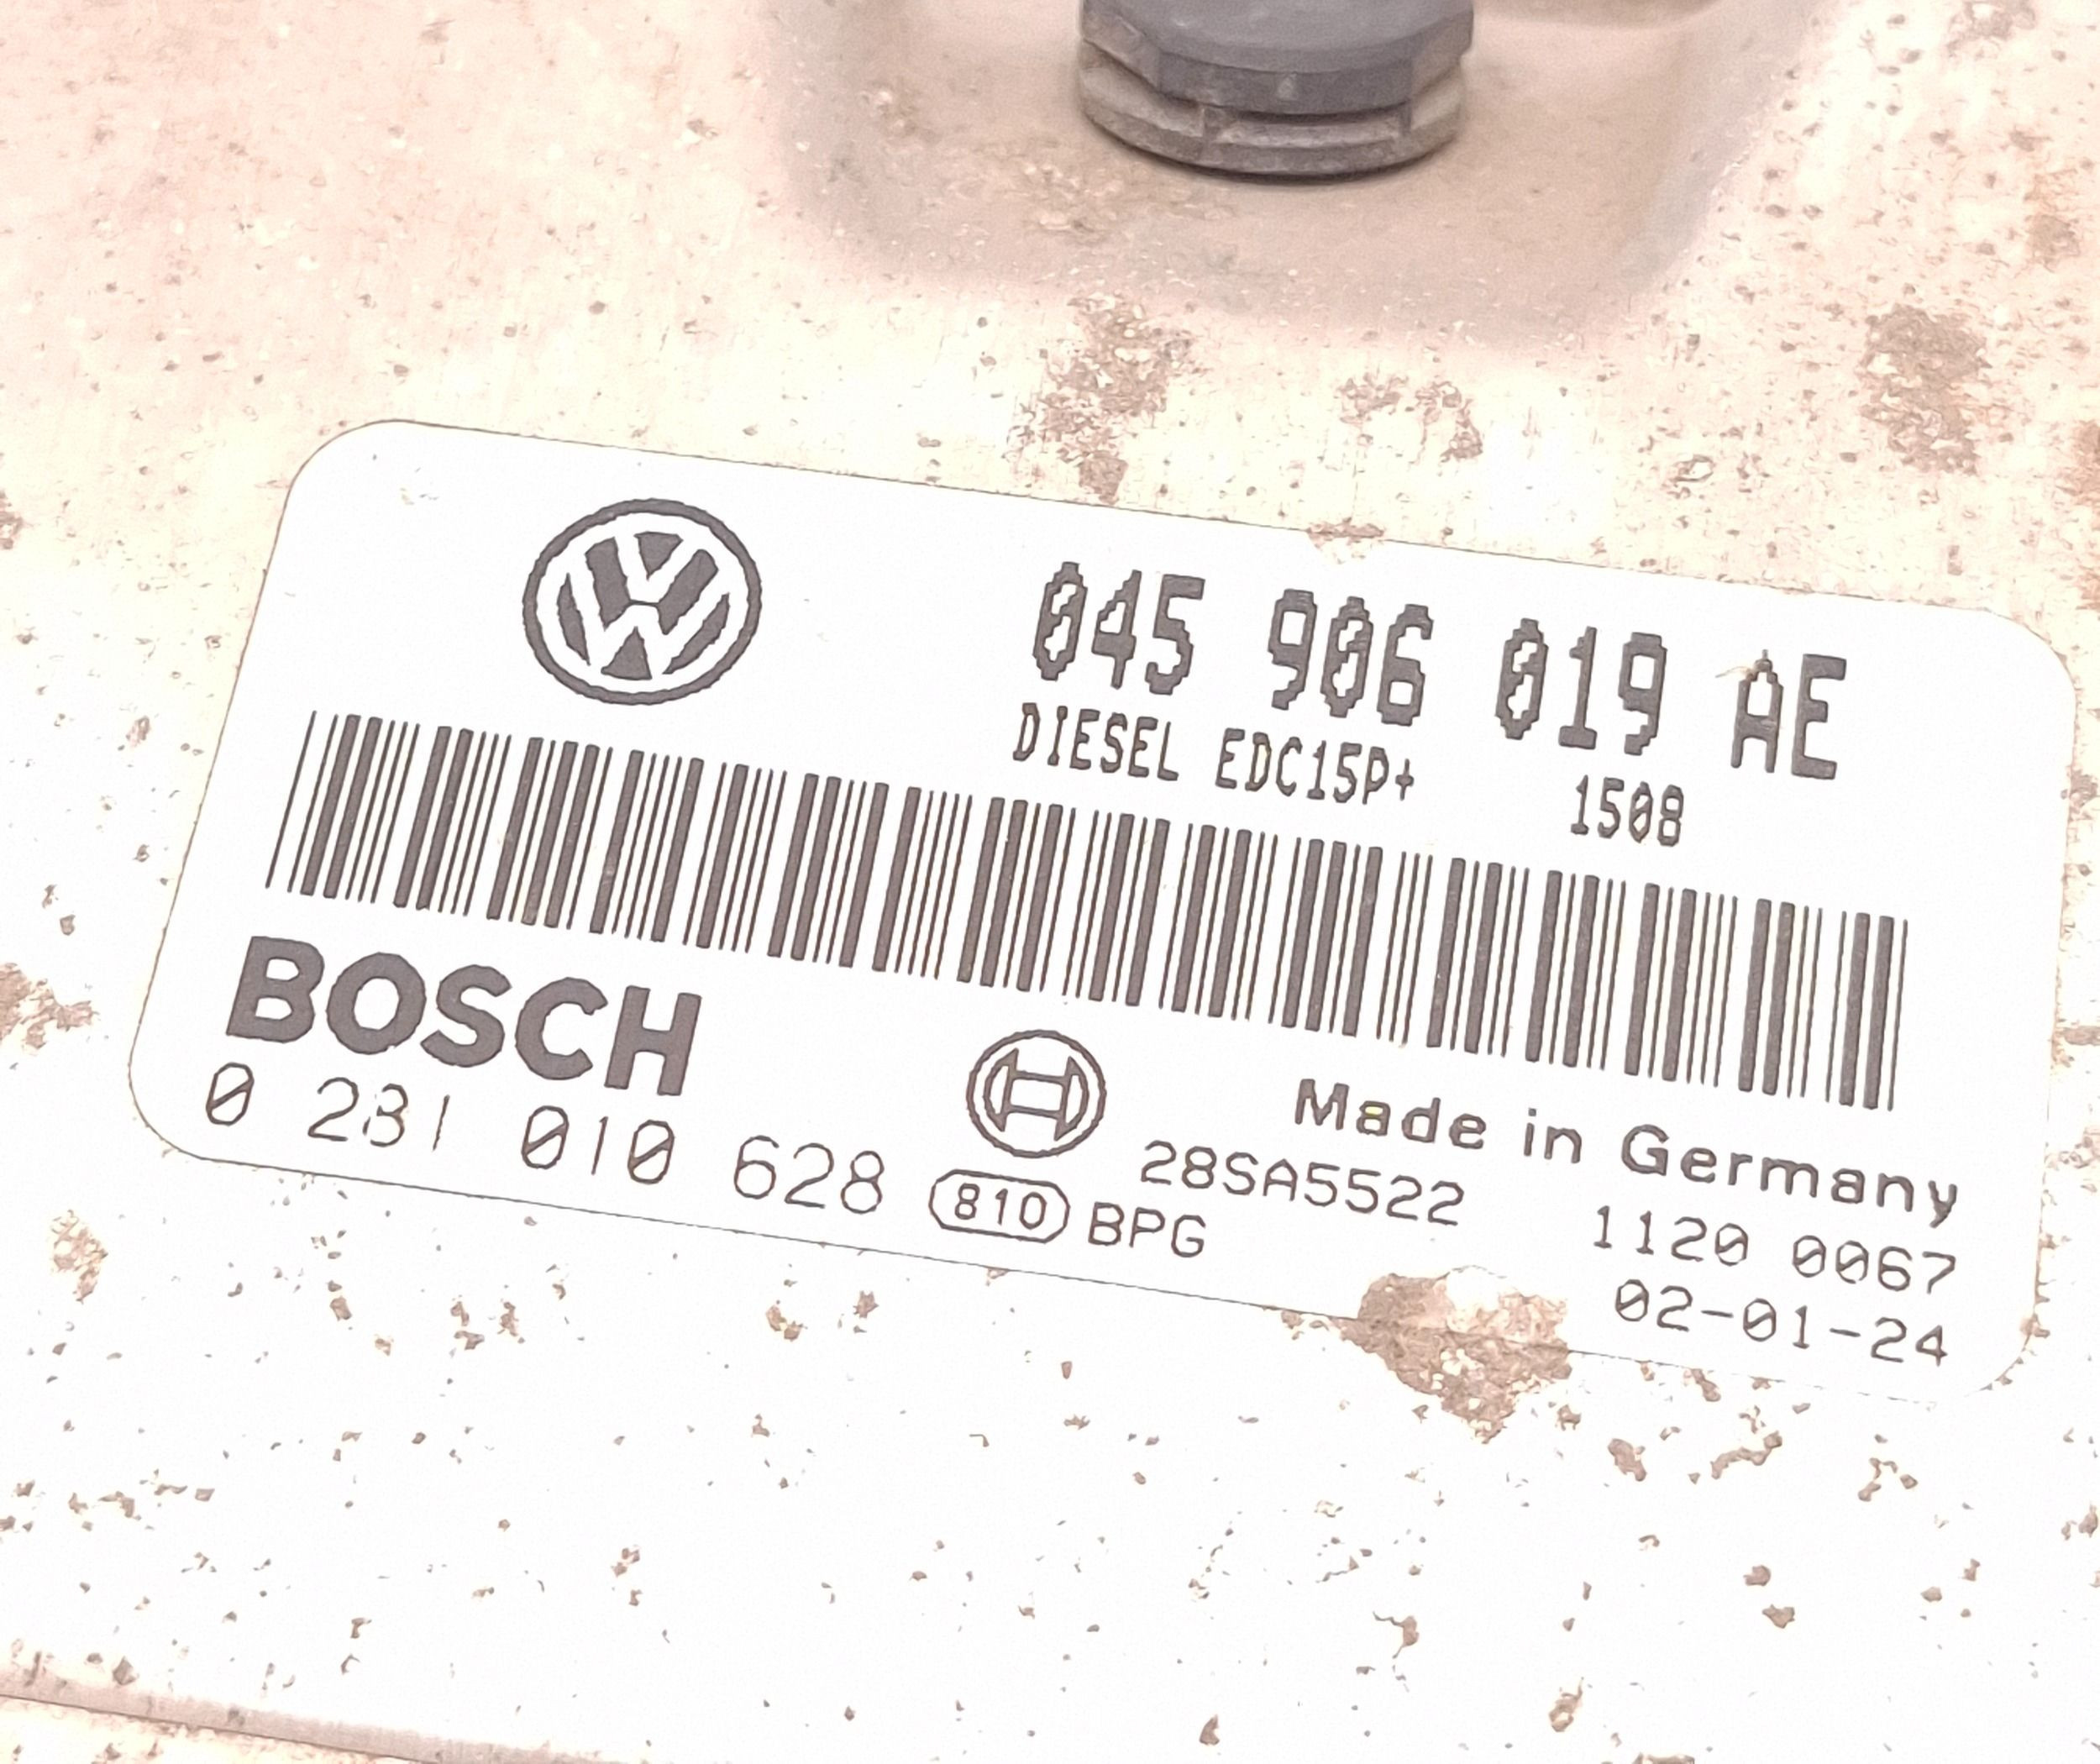 045 906 019 AE
DIESEL EDC15P+ 1508
BOSCH
Made in Germany
0 281 010 628 28SA5522 1120 0067
810 BPG 02-01-24